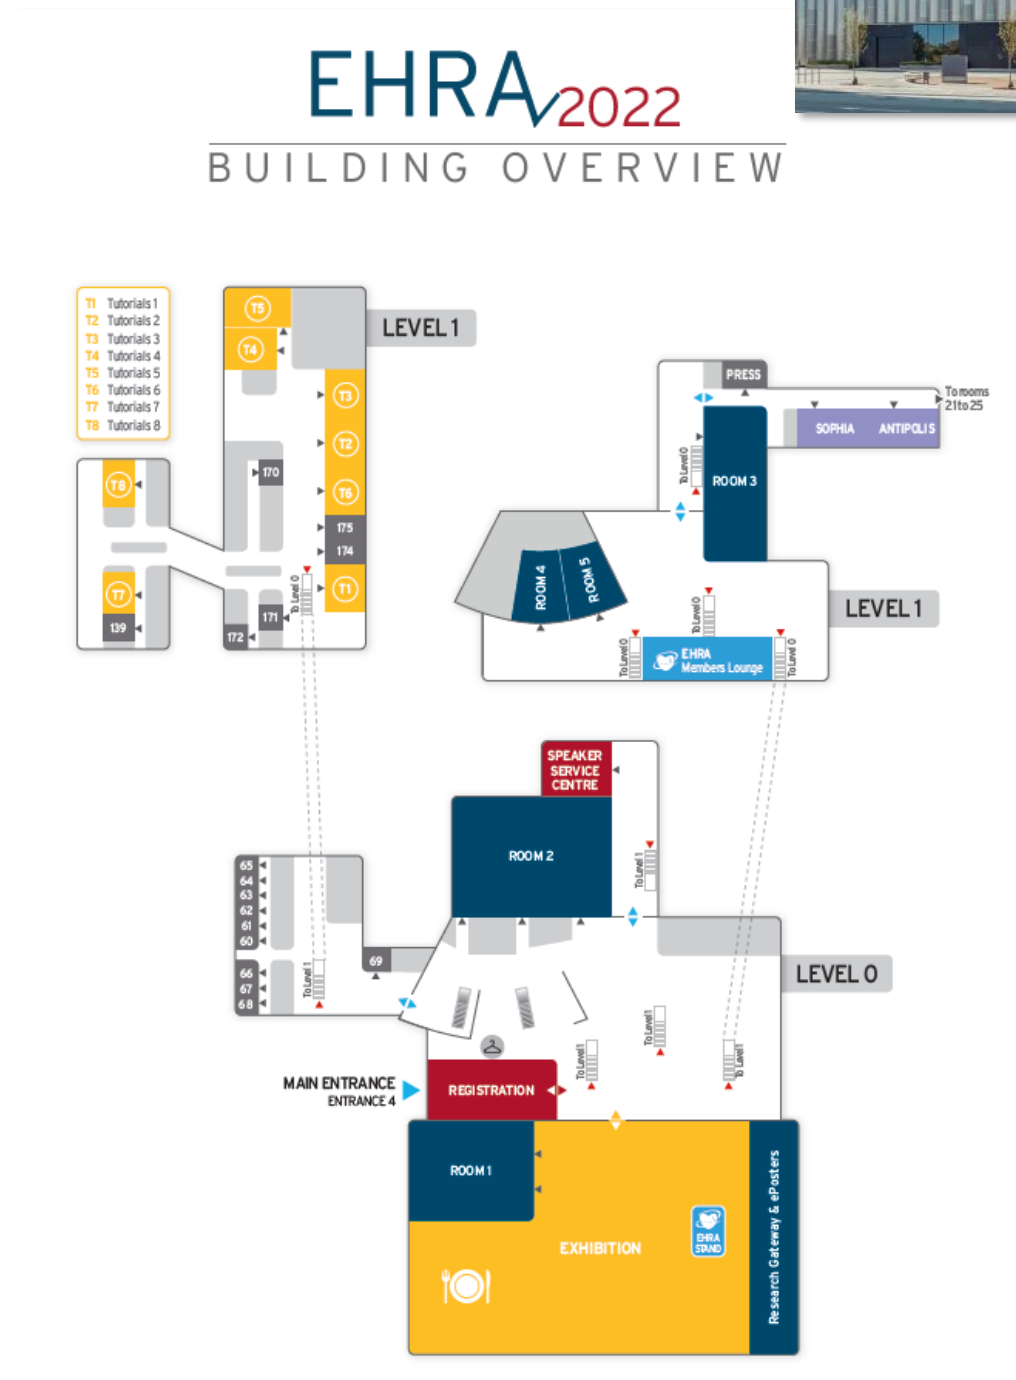 EHRA 2022
BUILDING OVERVIEW
T1 Tutorials 1
T2 Tutorials 2
T3 Tutorials 3
T4 Tutorials 4
T5 Tutorials 5
T6 Tutorials 6
T7 Tutorials 7
T8 Tutorials 8
LEVEL 1
T5
T4
T3
T2
T6
170
175
174
T1
171
172
To Level 0
T8
T7
139
PRESS
To rooms
21 to 25
SOPHIA
ANTIPOLIS
To Level 0
ROOM 3
ROOM 4
ROOM 5
LEVEL 1
To Level 0
To Level 0
EHRA
Members Lounge
To Level 0
SPEAKER
SERVICE
CENTRE
ROOM 2
To Level 1
65
64
63
62
61
60
66
67
68
69
To Level 1
LEVEL 0
To Level 1
To Level 1
To Level 1
MAIN ENTRANCE
ENTRANCE 4
REGISTRATION
ROOM 1
EXHIBITION
EHRA
STAND
Research Gateway & ePosters